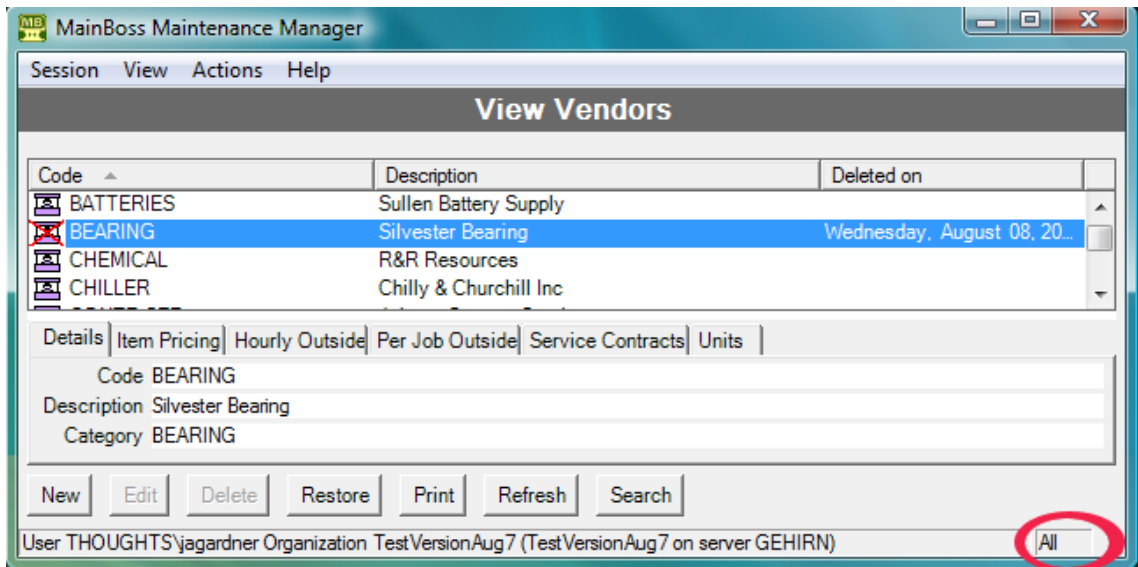 MB MainBoss Maintenance Manager
Session View Actions Help
View Vendors
Code Description Deleted on
BATTERIES Sullen Battery Supply
BEARING Silvester Bearing Wednesday, August 08, 20...
CHEMICAL R&R Resources
CHILLER Chilly & Churchill Inc
Details Item Pricing Hourly Outside Per Job Outside Service Contracts Units
Code BEARING
Description Silvester Bearing
Category BEARING
New Edit Delete Restore Print Refresh Search
User THOUGHTS\jagardner Organization TestVersionAug7 (TestVersionAug7 on server GEHIRN) All